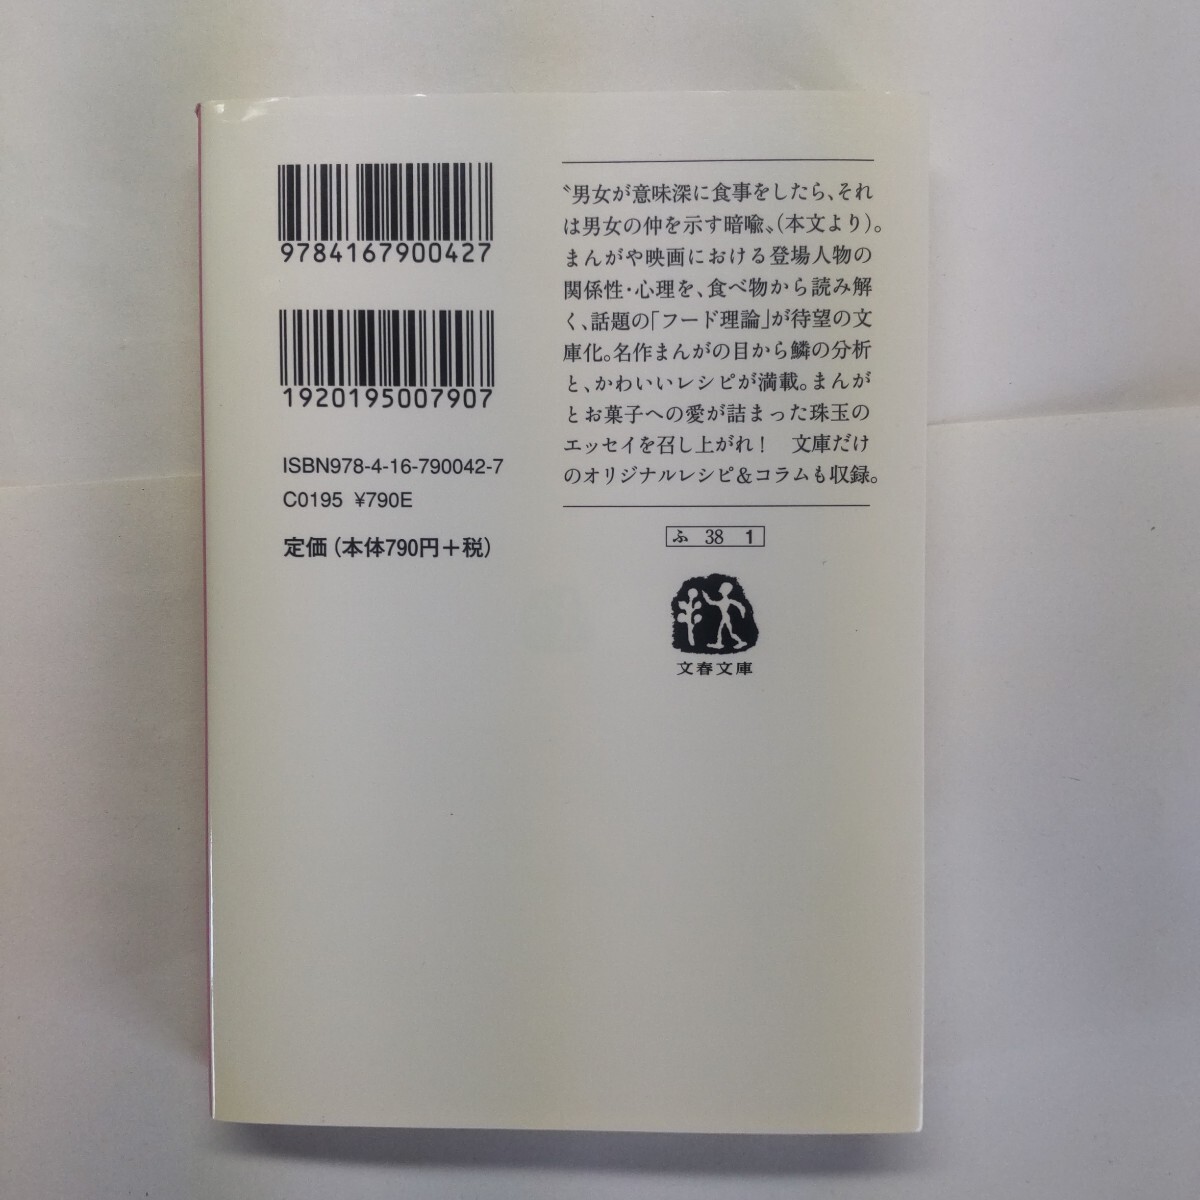 9784167900427
1920195007907
ISBN978-4-16-790042-7
C0195 ¥790E
定価(本体790円+税)
〝男女が意味深に食事をしたら、それ
は男女の仲を示す暗喩〟(本文より)。
まんがや映画における登場人物の
関係性・心理を、食べ物から読み解
く、話題の「フード理論」が待望の文
庫化。名作まんがの目から鱗の分析
と、かわいいレシピが満載。まんが
とお菓子への愛が詰まった珠玉の
エッセイを召し上がれ! 文庫だけ
のオリジナルレシピ&コラムも収録。
ふ 38 1
文春文庫